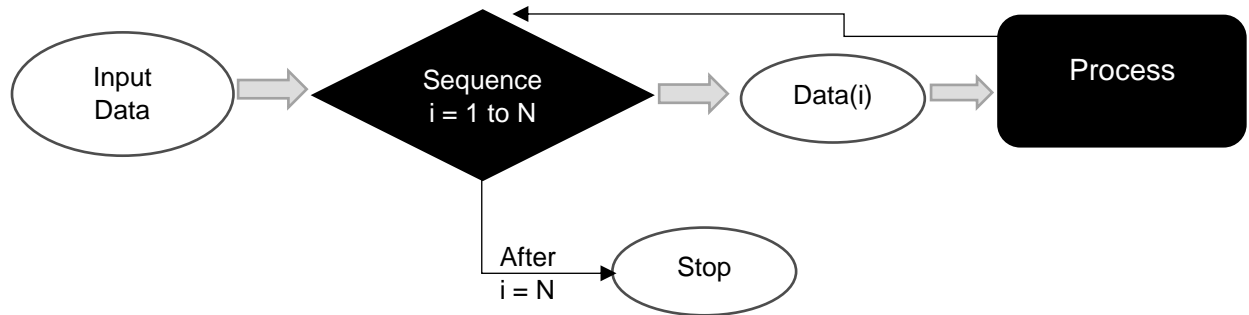 Input
Data
Sequence
i = 1 to N
Data(i)
Process
After
i = N
Stop